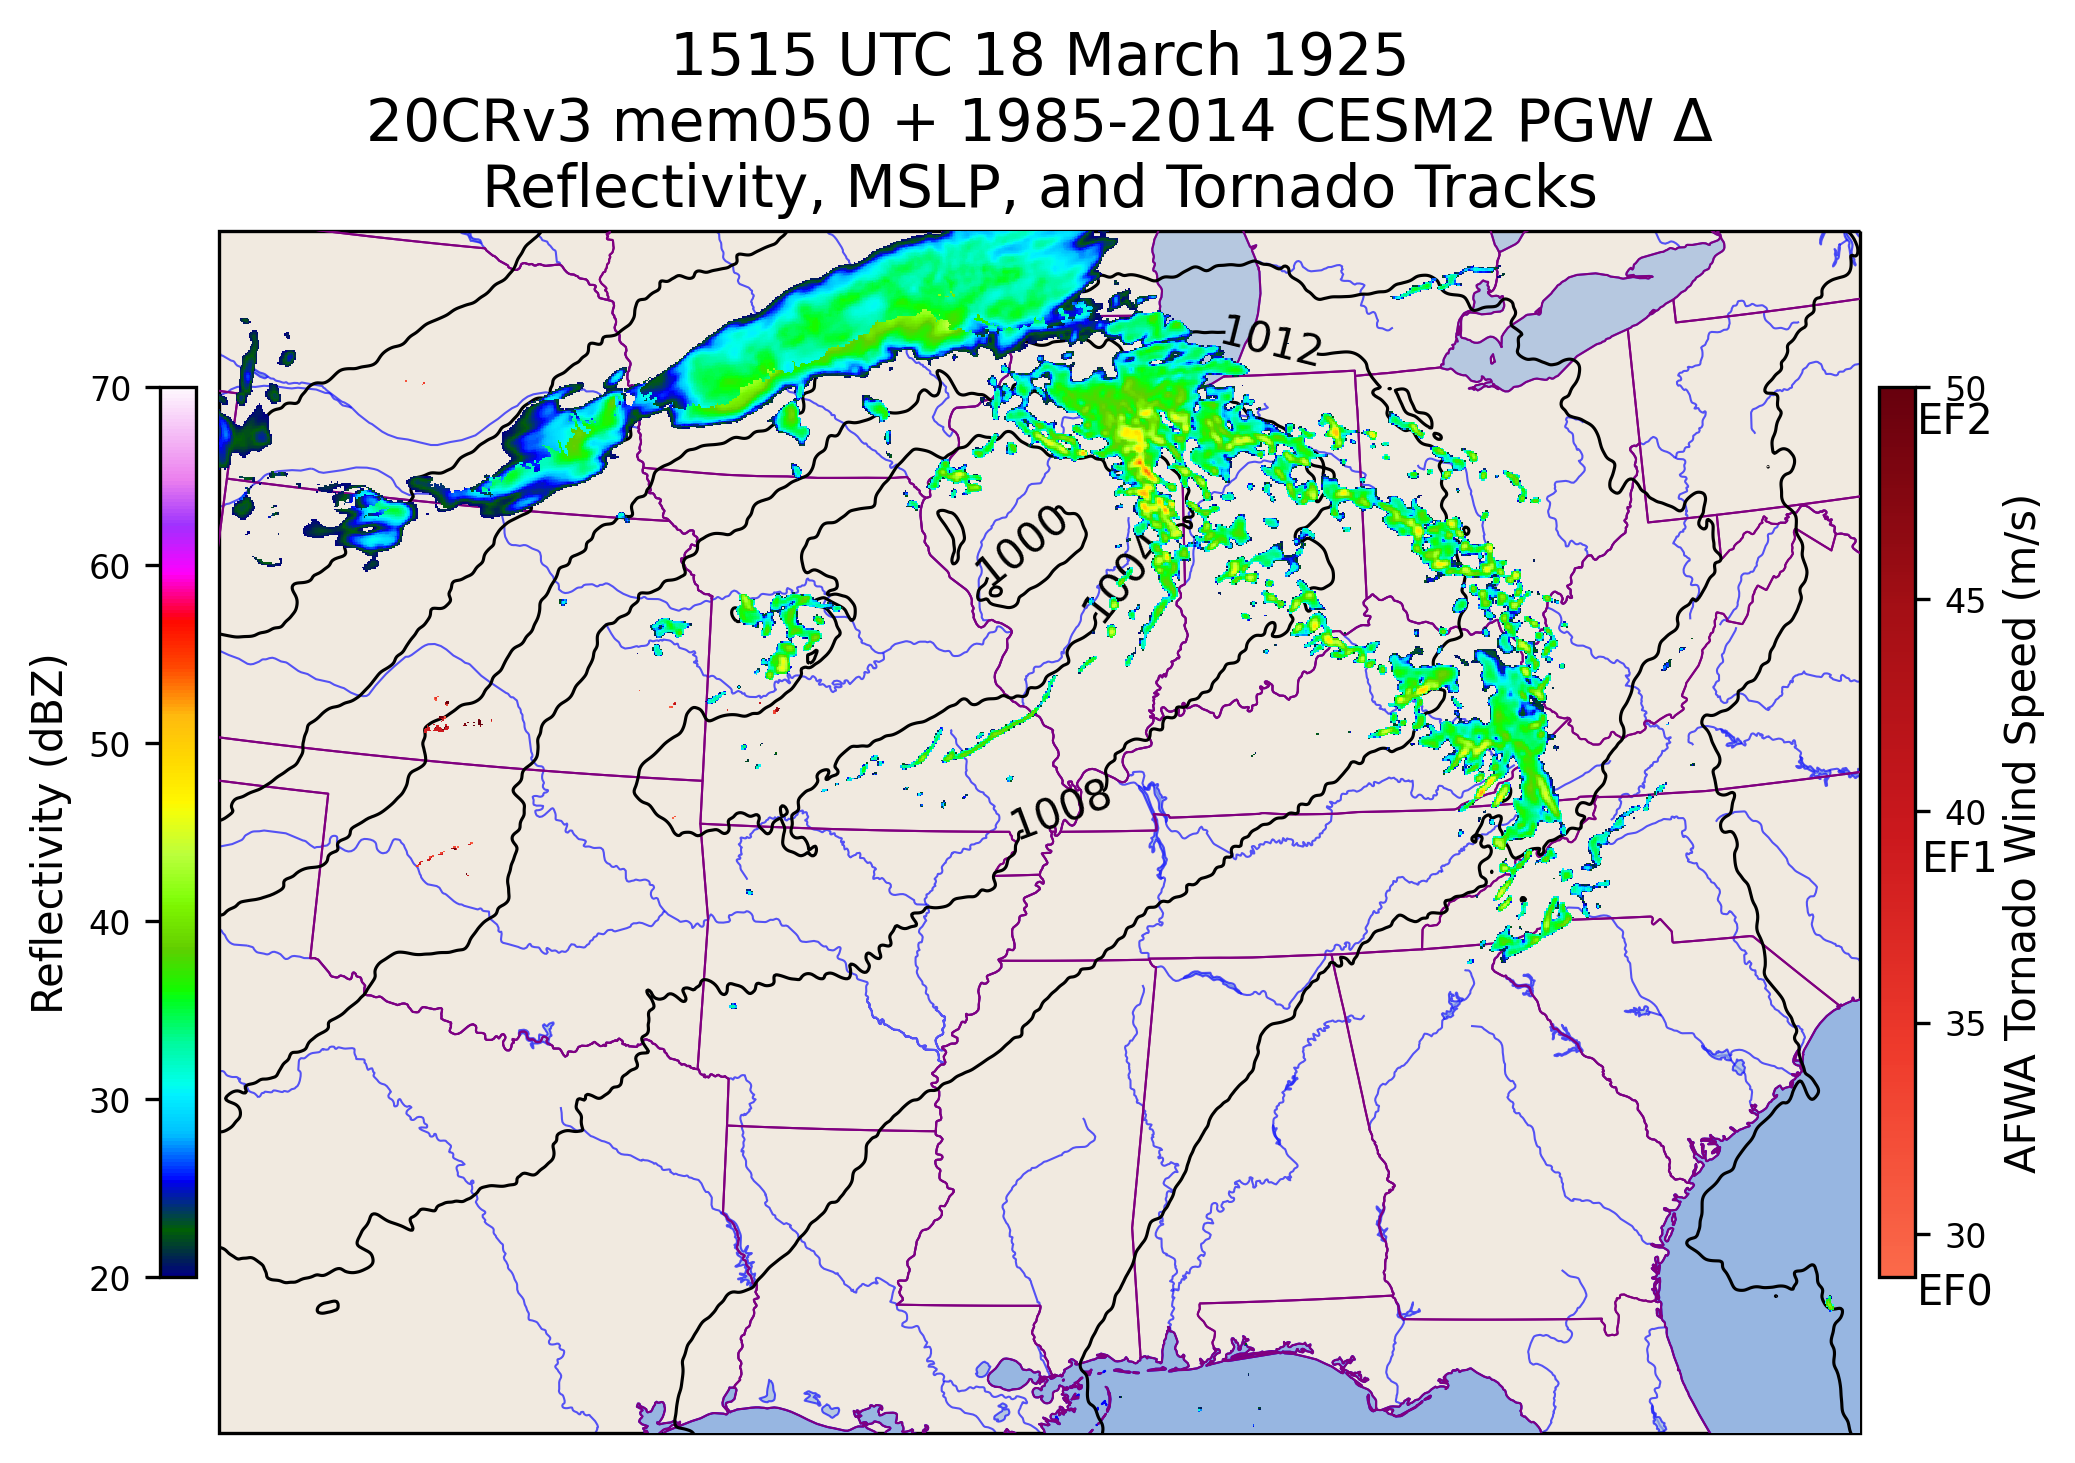 1515 UTC 18 March 1925
20CRv3 mem050 + 1985-2014 CESM2 PGW Δ
Reflectivity, MSLP, and Tornado Tracks
Reflectivity (dBZ)
70
60
50
40
30
20
1012
1000
1004
1008
50
EF2
45
40
EF1
35
30
EF0
AFWA Tornado Wind Speed (m/s)